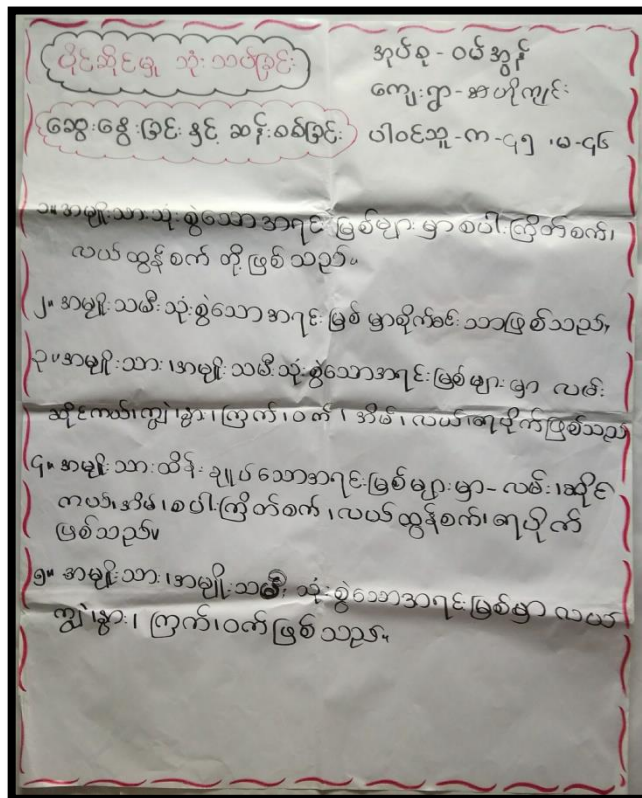 ပိုင်ဆိုင်မှု သုံးသပ်ခြင်း
ဆွေးနွေးခြင်း နှင့် ဆန်းစစ်ခြင်း
အုပ်စု - ဝမ်အွန်
ကျေးရွာ - ဆဟိုကျင်း
ပါဝင်သူ - က - ၄၅ ၊ မ - ၄၆
၁။ အမျိုးသားသုံးစွဲသော အရင်းမြစ်များမှာ စပါးကြိတ်စက်၊
လယ်ထွန်စက် တို့ဖြစ်သည်။
၂။ အမျိုးသမီးသုံးစွဲသော အရင်းမြစ်မှာ စိုက်ခင်းသာဖြစ်သည်။
၃။ အမျိုးသား ၊ အမျိုးသမီးသုံးစွဲသောအရင်းမြစ်များမှာ လမ်း
ဆိုင်ကယ်၊ ကျွဲ၊ နွား၊ ကြက်၊ ဝက်၊ အိမ်၊ လယ်၊ ရေပိုက်ဖြစ်သည်
၄။ အမျိုးသားထိန်းချုပ်သောအရင်းမြစ်များမှာ - လမ်း၊ ဆိုင်
ကယ်၊ အိမ်၊ စပါးကြိတ်စက်၊ လယ်ထွန်စက်၊ ရေပိုက်
ဖြစ်သည်။
၅။ အမျိုးသား၊ အမျိုးသမီး သုံးစွဲသောအရင်းမြစ်မှာ လယ်
ကျွဲ၊ နွား၊ ကြက်၊ ဝက်ဖြစ်သည်။